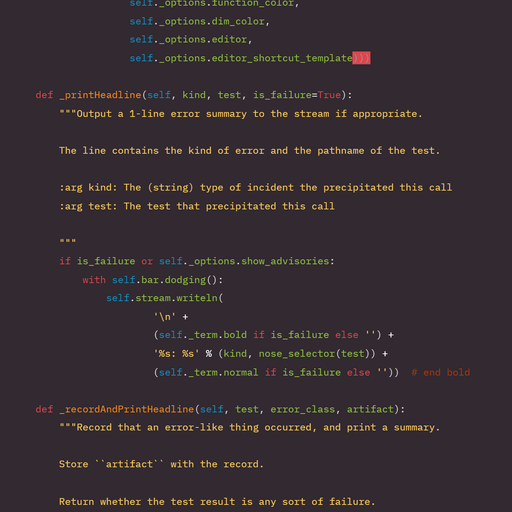 self._options.function_color,
self._options.dim_color,
self._options.editor,
self._options.editor_shortcut_template)))
def _printHeadline(self, kind, test, is_failure=True):
"""Output a 1-line error summary to the stream if appropriate.
The line contains the kind of error and the pathname of the test.
:arg kind: The (string) type of incident the precipitated this call
:arg test: The test that precipitated this call
"""
if is_failure or self._options.show_advisories:
with self.bar.dodging():
self.stream.writeln(
'\n' +
(self._term.bold if is_failure else '') +
'%s: %s' % (kind, nose_selector(test)) +
(self._term.normal if is_failure else ''))  # end bold
def _recordAndPrintHeadline(self, test, error_class, artifact):
"""Record that an error-like thing occurred, and print a summary.
Store ``artifact`` with the record.
Return whether the test result is any sort of failure.